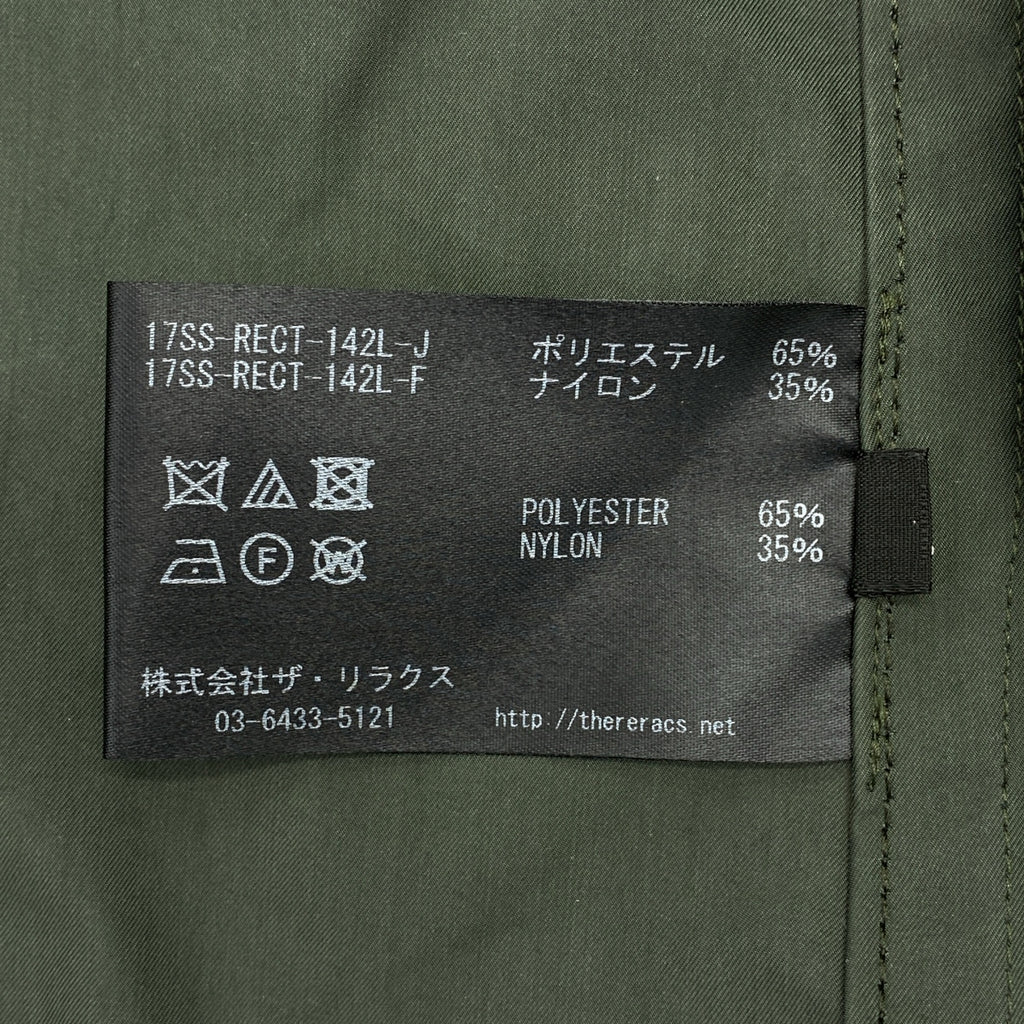 17SS-RECT-142L-J
17SS-RECT-142L-F
ポリエステル 65%
ナイロン 35%
POLYESTER 65%
NYLON 35%
F
W
株式会社ザ・リラクス
03-6433-5121
http://thereracs.net